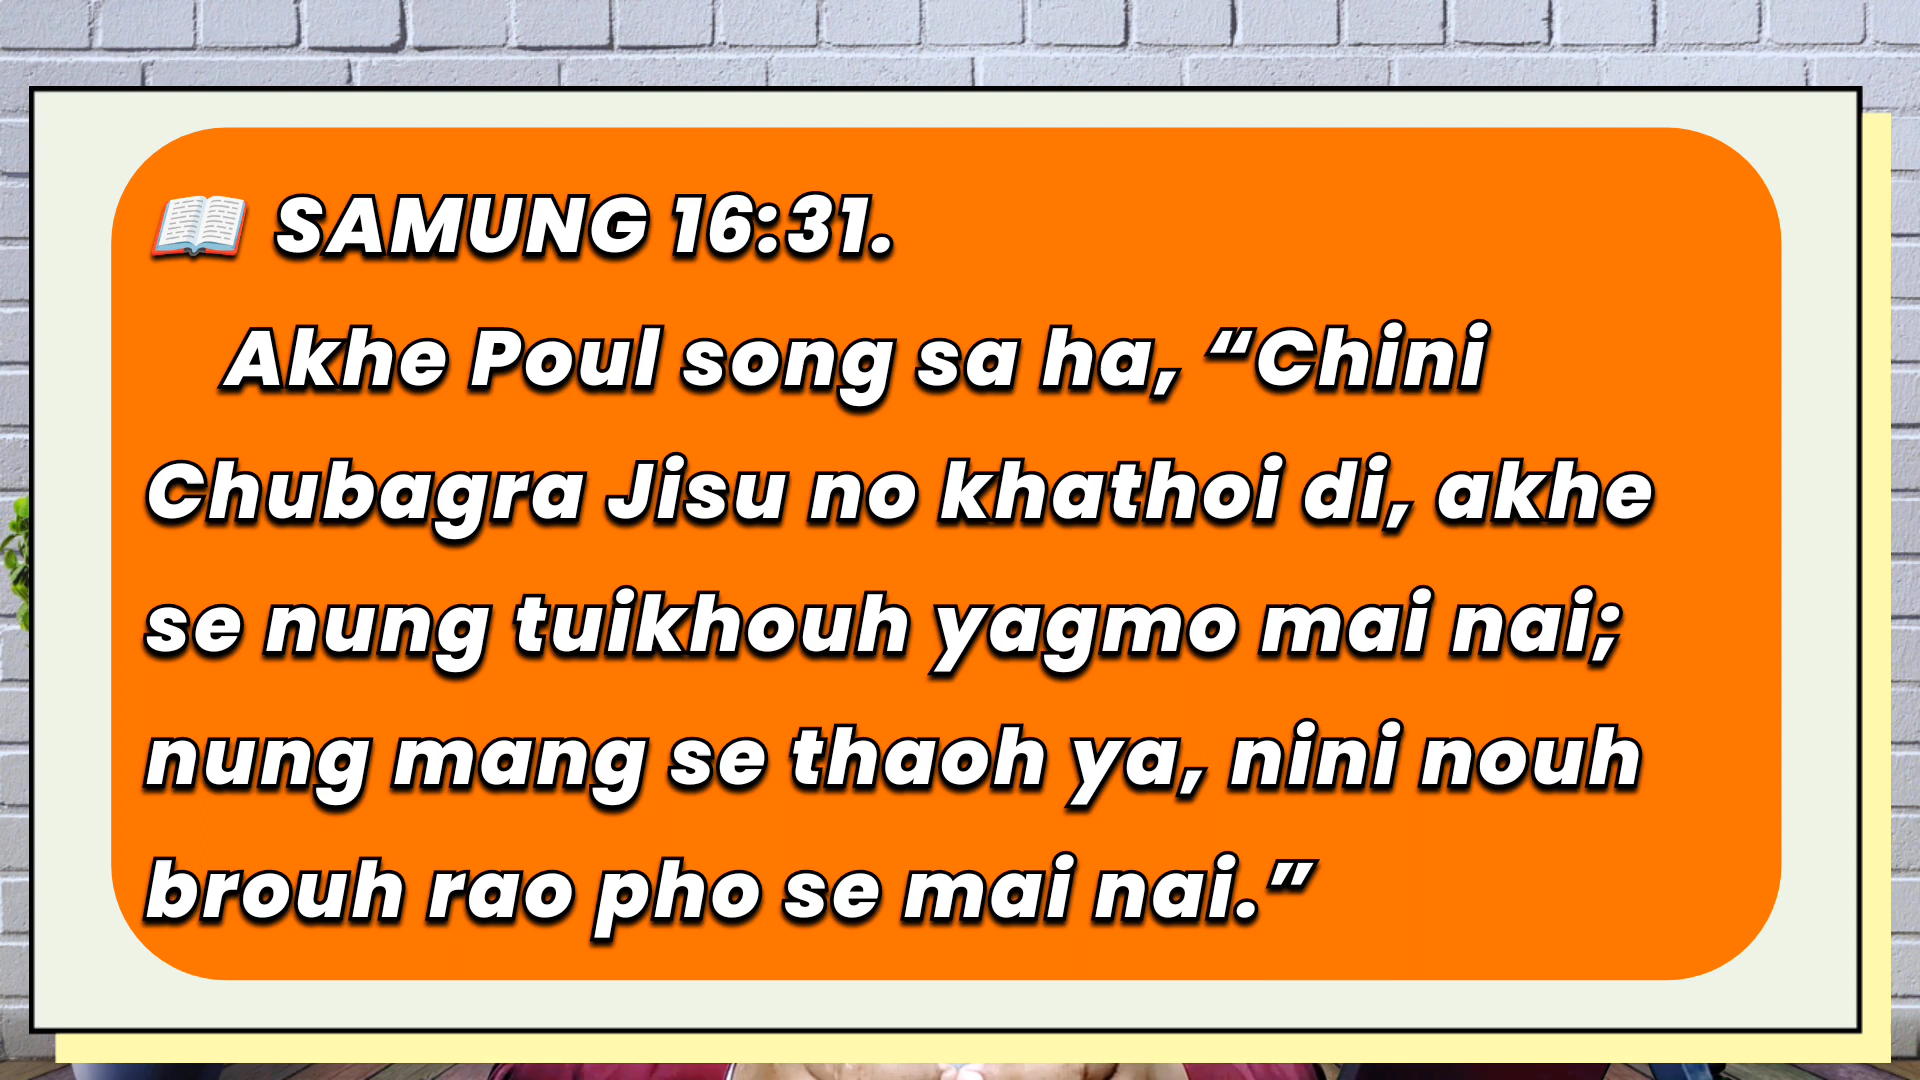 📖 SAMUNG 16:31.
Akhe Poul song sa ha, “Chini
Chubagra Jisu no khathoi di, akhe
se nung tuikhouh yagmo mai nai;
nung mang se thaoh ya, nini nouh
brouh rao pho se mai nai.”